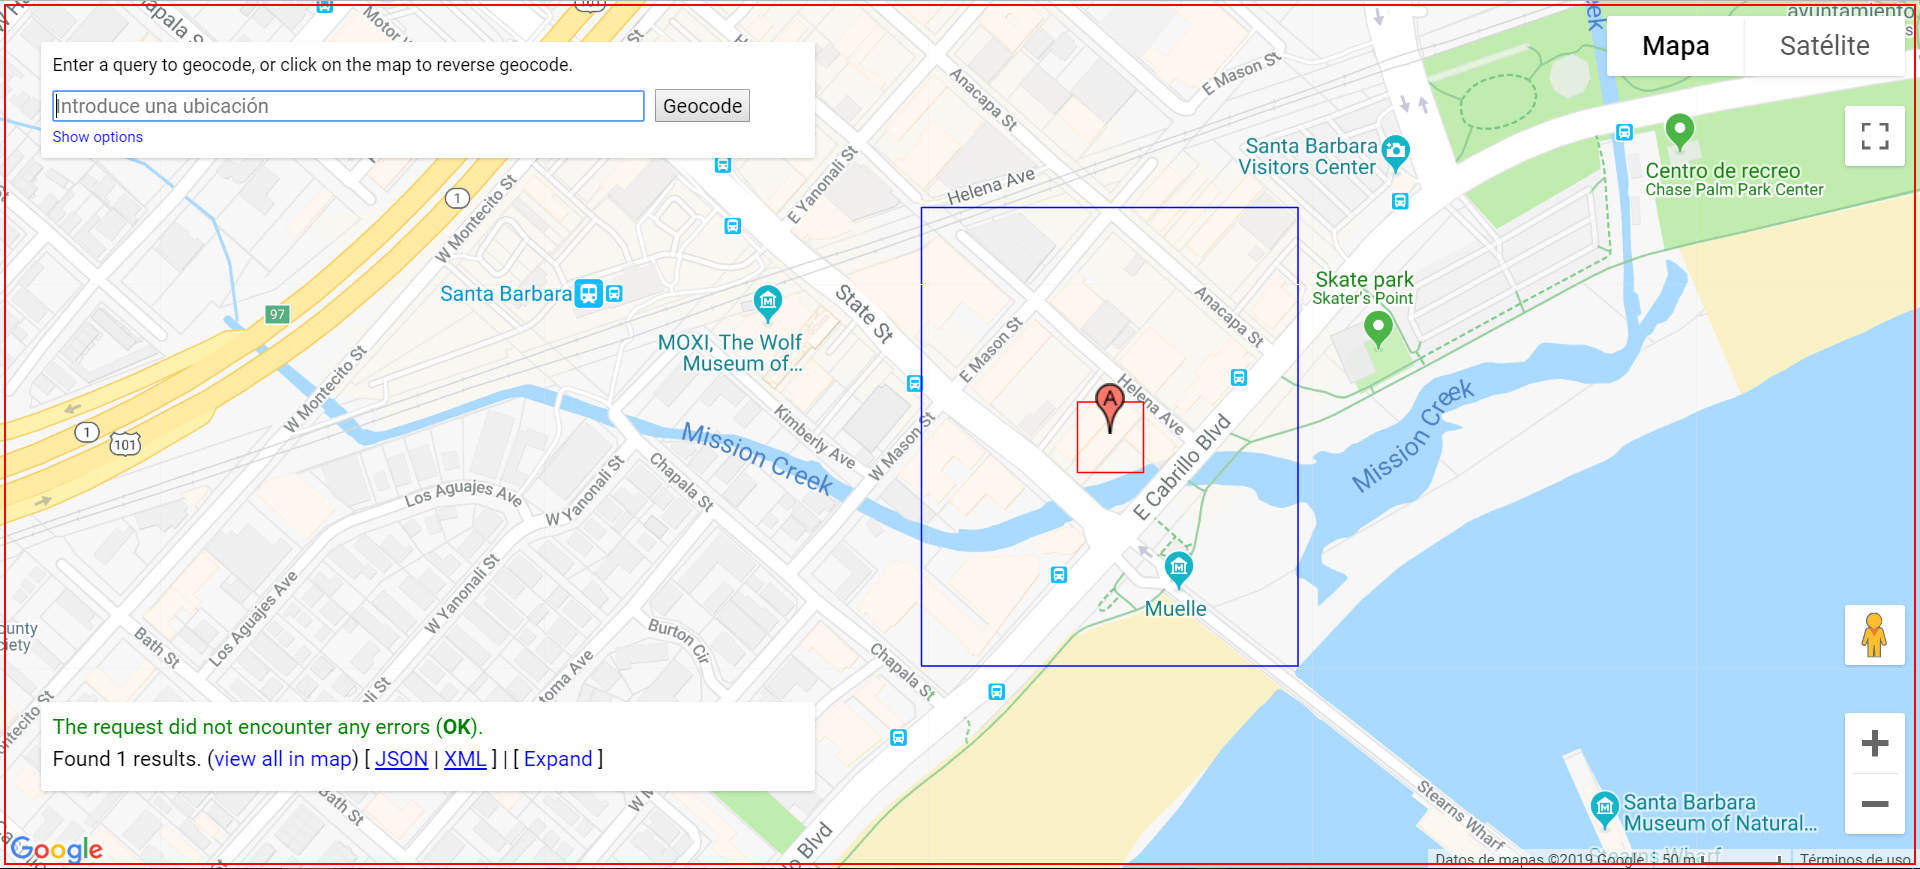 Enter a query to geocode, or click on the map to reverse geocode.
Introduce una ubicación
Geocode
Show options
Mapa
Satélite
ayuntamiento
Motor
E Mason St
Anacapa St
E Yanonali St
Helena Ave
Santa Barbara
Visitors Center
Centro de recreo
Chase Palm Park Center
1
W Montecito St
Santa Barbara
97
State St
MOXI, The Wolf
Museum of...
Skate park
Skater's Point
Anacapa St
E Mason St
Helena Ave
A
W Montecito St
1
101
Mission Creek
Kimberly Ave
W Mason St
E Cabrillo Blvd
Mission Creek
Chapala St
Los Aguajes Ave
W Yanonali St
Muelle
W Yanonali St
Los Aguajes Ave
Bath St
Burton Cir
Chapala St
The request did not encounter any errors (OK).
Found 1 results. (view all in map) [ JSON | XML ] | [ Expand ]
Bath St
Stearns Wharf
Santa Barbara
Museum of Natural...
Stearns Wharf
Google
Datos de mapas ©2019 Google
50 m
Términos de uso